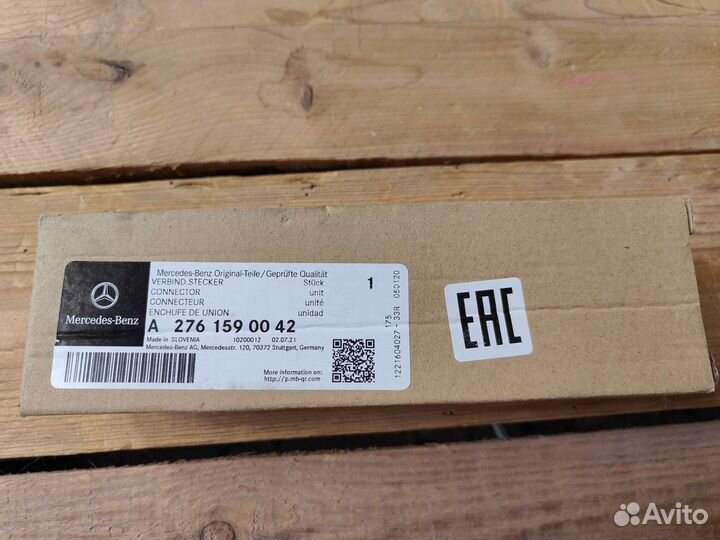 Mercedes-Benz Original-Teile/Geprüfte Qualität
VERBIND.STECKER Stück 1
CONNECTOR unit
CONNECTEUR unité
ENCHUFE DE UNION unidad
Mercedes-Benz
A 276 159 00 42
Made in SLOVENIA 10200012 02.07.21
Mercedes-Benz AG, Mercedesstr. 120, 70372 Stuttgart, Germany
More information on:
http://p.mb-qr.com
175
1221604027 - 33R 050120
EAC
Avito